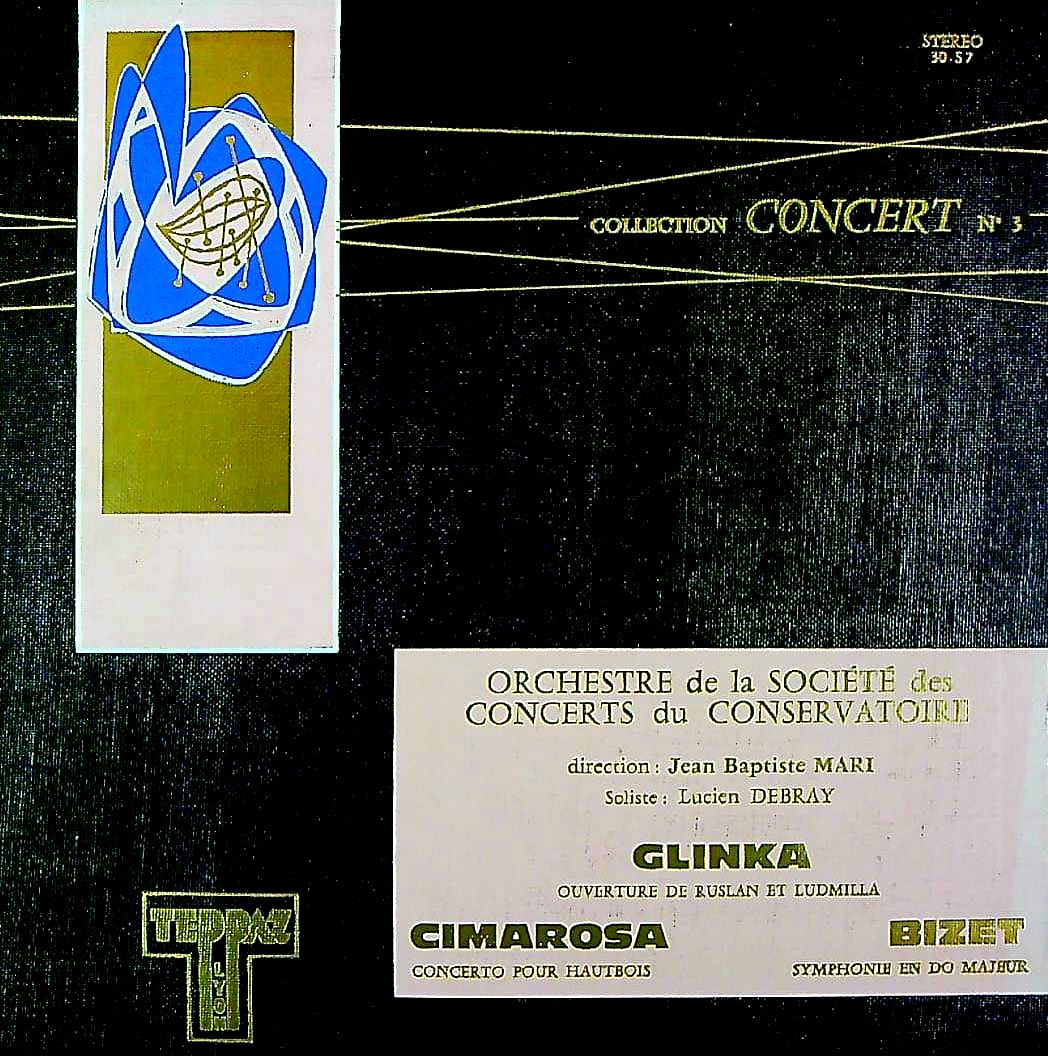 STEREO
30-57
COLLECTION CONCERT N° 3
ORCHESTRE de la SOCIÉTÉ des
CONCERTS du CONSERVATOIRE
direction : Jean Baptiste MARI
Soliste : Lucien DEBRAY
GLINKA
OUVERTURE DE RUSLAN ET LUDMILLA
CIMAROSA
CONCERTO POUR HAUTBOIS
BIZET
SYMPHONIE EN DO MAJEUR
TEPPAZ
LYON